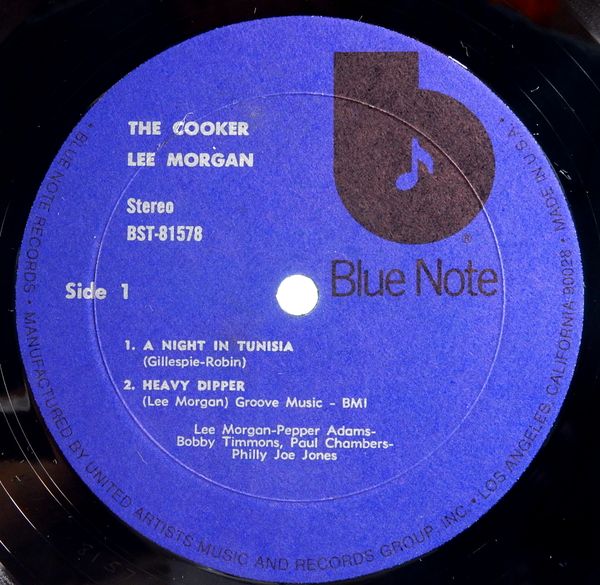 THE COOKER
LEE MORGAN
Stereo
BST-81578
Side 1
b
®
Blue Note
1. A NIGHT IN TUNISIA
(Gillespie-Robin)
2. HEAVY DIPPER
(Lee Morgan) Groove Music - BMI
Lee Morgan-Pepper Adams-
Bobby Timmons, Paul Chambers-
Philly Joe Jones
• BLUE NOTE RECORDS • MANUFACTURED BY UNITED ARTISTS MUSIC AND RECORDS GROUP, INC • LOS ANGELES, CALIFORNIA 90028 • MADE IN U.S.A. •